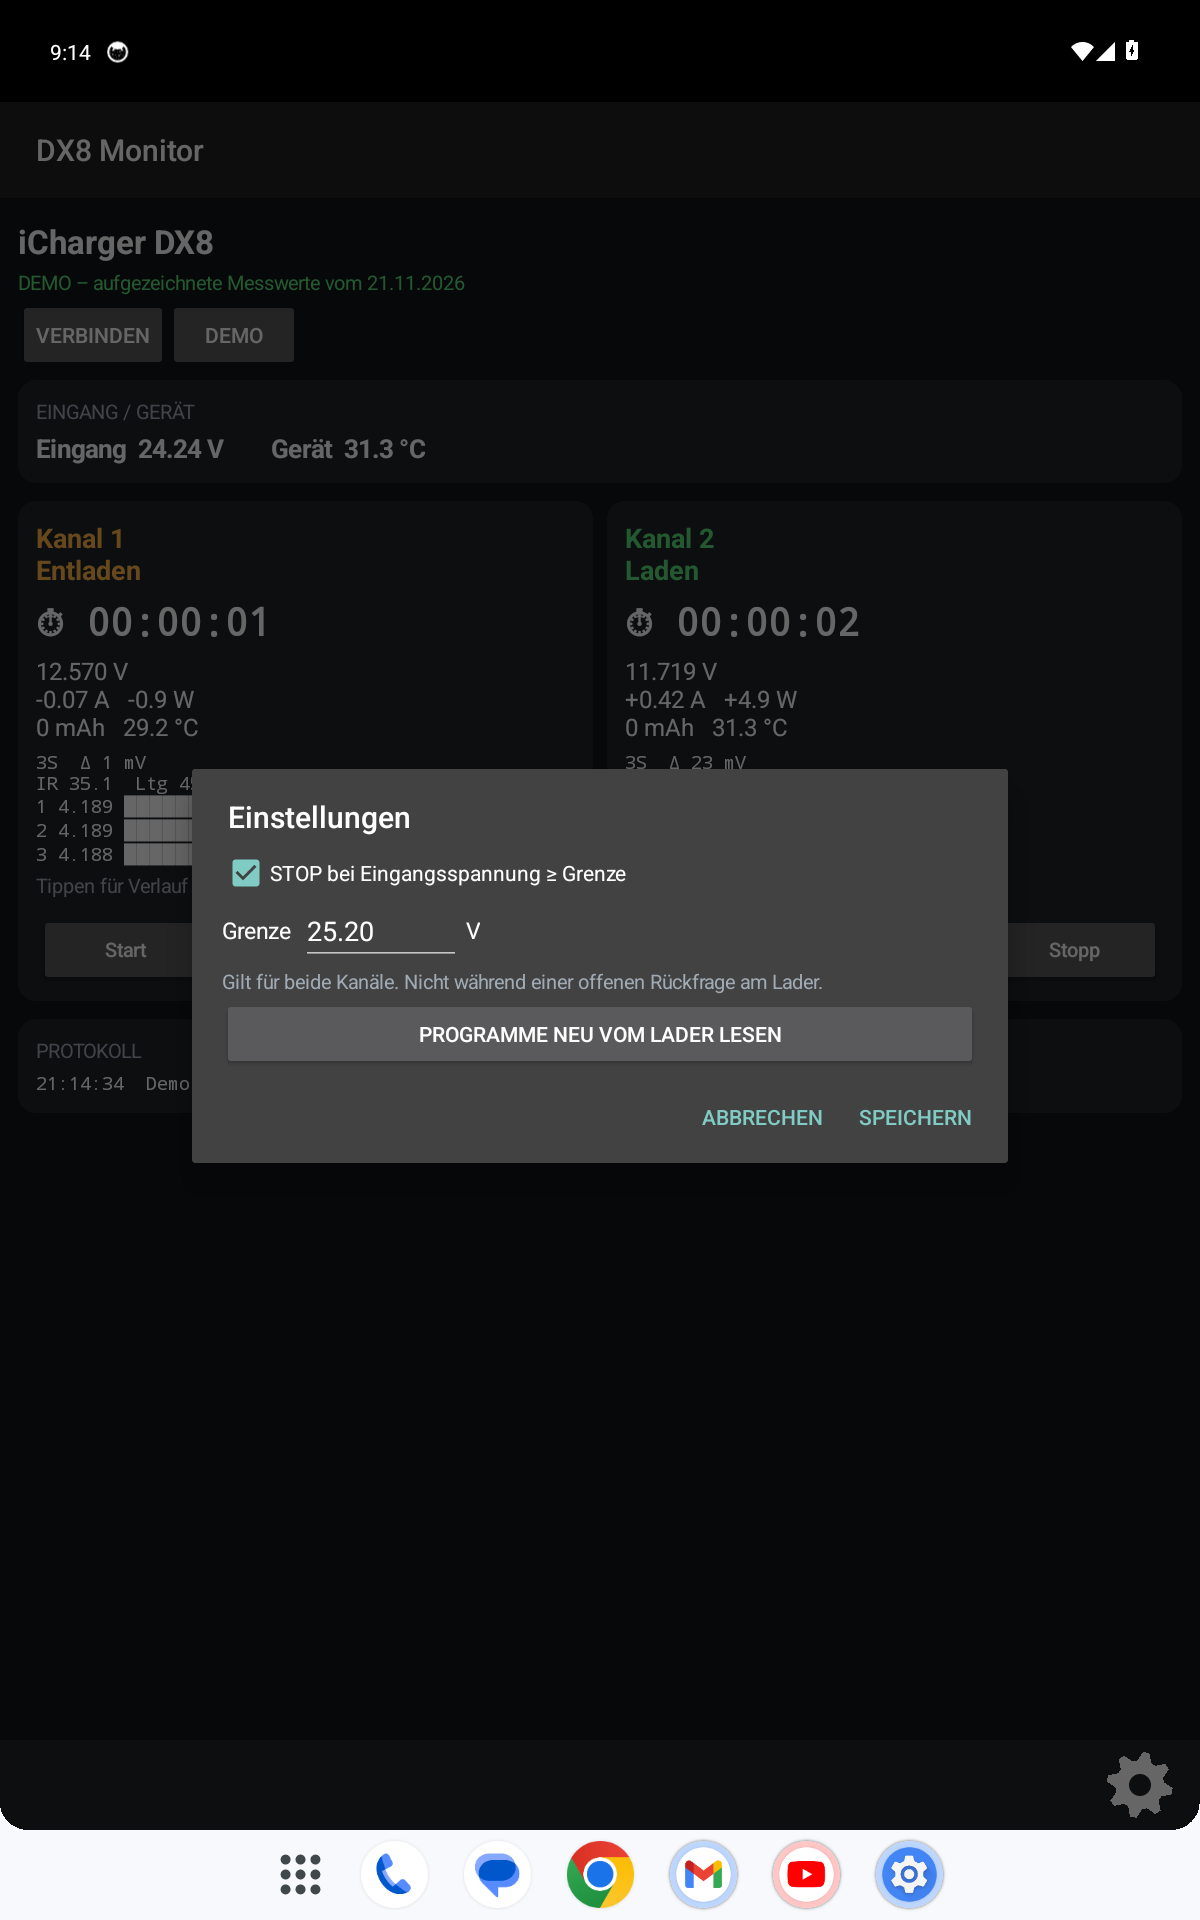 9:14
DX8 Monitor
iCharger DX8
DEMO – aufgezeichnete Messwerte vom 21.11.2026
VERBINDEN DEMO
EINGANG / GERÄT
Eingang 24.24 V Gerät 31.3 °C
Kanal 1
Entladen
00:00:01
12.570 V
-0.07 A -0.9 W
0 mAh 29.2 °C
3S Δ 1 mV
IR 35.1 Ltg
1 4.189
2 4.189
3 4.188
Tippen für Verlauf
Start
Kanal 2
Laden
00:00:02
11.719 V
+0.42 A +4.9 W
0 mAh 31.3 °C
3S Δ 23 mV
Stopp
Einstellungen
STOP bei Eingangsspannung ≥ Grenze
Grenze 25.20 V
Gilt für beide Kanäle. Nicht während einer offenen Rückfrage am Lader.
PROGRAMME NEU VOM LADER LESEN
ABBRECHEN SPEICHERN
PROTOKOLL
21:14:34 Demo